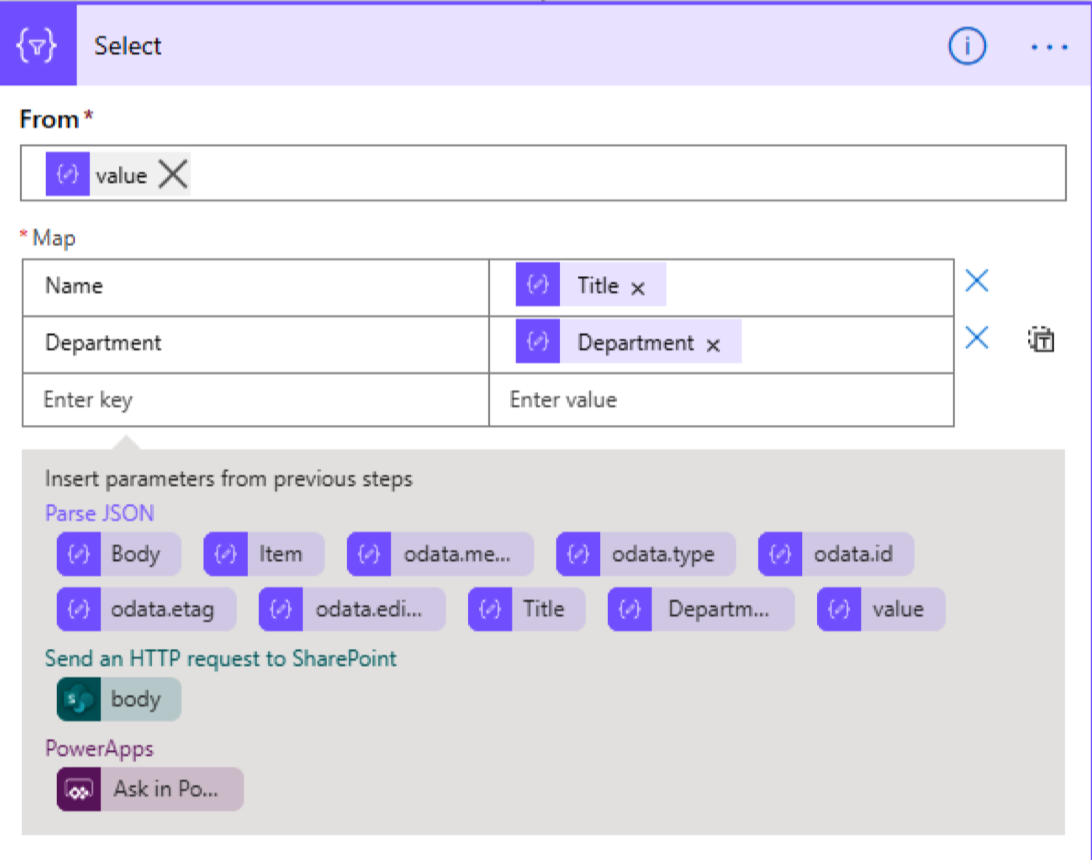 Select
From*
value
* Map
Name Title
Department Department
Enter key Enter value
Insert parameters from previous steps
Parse JSON
Body Item odata.me... odata.type odata.id
odata.etag odata.edi... Title Departm... value
Send an HTTP request to SharePoint
body
PowerApps
Ask in Po...